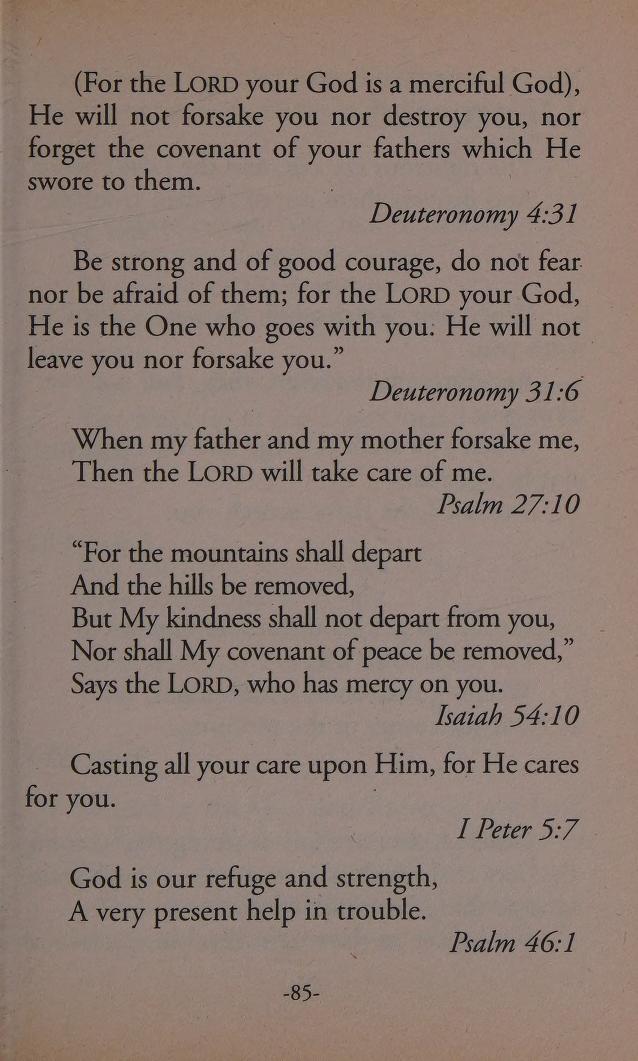 (For the LORD your God is a merciful God),
He will not forsake you nor destroy you, nor
forget the covenant of your fathers which He
swore to them.
Deuteronomy 4:31
Be strong and of good courage, do not fear
nor be afraid of them; for the LORD your God,
He is the One who goes with you. He will not
leave you nor forsake you.”
Deuteronomy 31:6
When my father and my mother forsake me,
Then the LORD will take care of me.
Psalm 27:10
“For the mountains shall depart
And the hills be removed,
But My kindness shall not depart from you,
Nor shall My covenant of peace be removed,”
Says the LORD, who has mercy on you.
Isaiah 54:10
Casting all your care upon Him, for He cares
for you.
I Peter 5:7
God is our refuge and strength,
A very present help in trouble.
Psalm 46:1
-85-